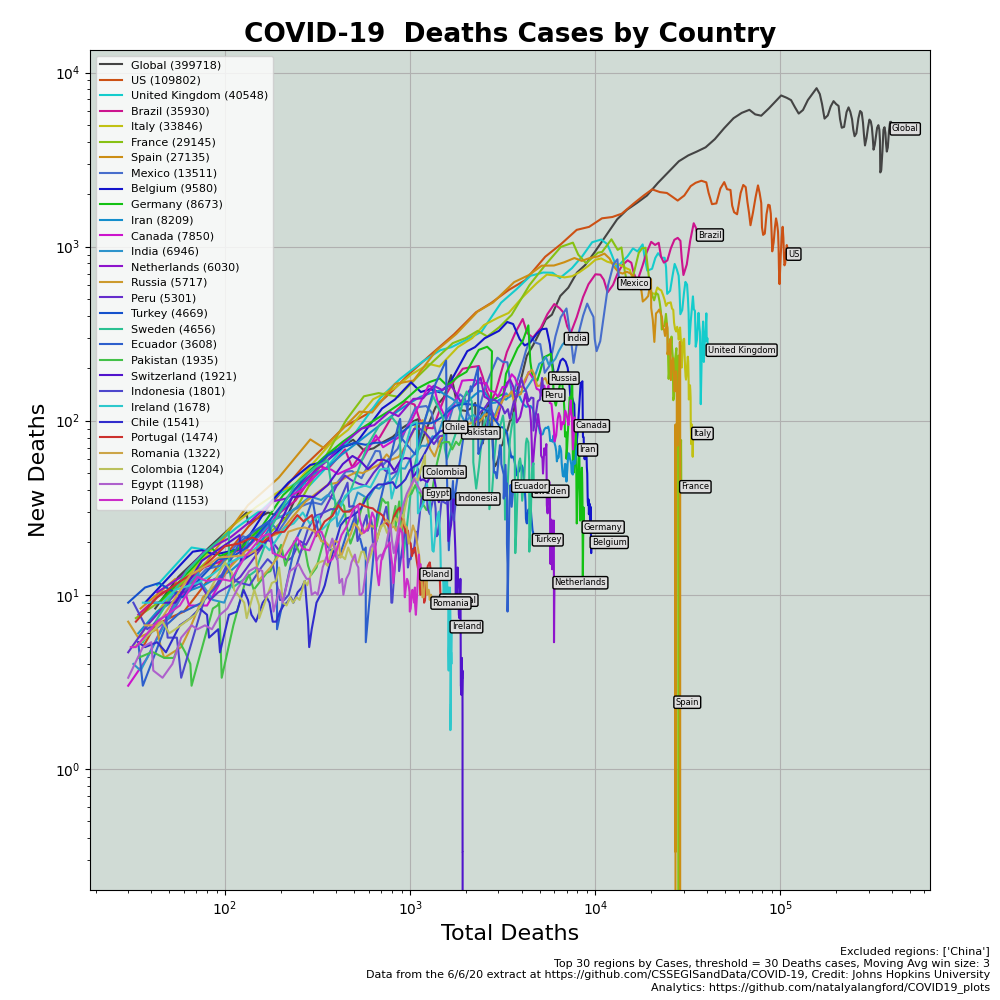 COVID-19  Deaths Cases by Country
Global (399718)
US (109802)
United Kingdom (40548)
Brazil (35930)
Italy (33846)
France (29145)
Spain (27135)
Mexico (13511)
Belgium (9580)
Germany (8673)
Iran (8209)
Canada (7850)
India (6946)
Netherlands (6030)
Russia (5717)
Peru (5301)
Turkey (4669)
Sweden (4656)
Ecuador (3608)
Pakistan (1935)
Switzerland (1921)
Indonesia (1801)
Ireland (1678)
Chile (1541)
Portugal (1474)
Romania (1322)
Colombia (1204)
Egypt (1198)
Poland (1153)
10⁴
10³
10²
10¹
10⁰
New Deaths
Global
Brazil
US
Mexico
India
United Kingdom
Russia
Peru
Chile
Canada
Italy
Iran
Colombia
France
Ecuador
Egypt
Indonesia
Germany
Turkey
Belgium
Poland
Netherlands
Romania
Ireland
Spain
10²
10³
10⁴
10⁵
Total Deaths
Excluded regions: ['China']
Top 30 regions by Cases, threshold = 30 Deaths cases, Moving Avg win size: 3
Data from the 6/6/20 extract at https://github.com/CSSEGISandData/COVID-19, Credit: Johns Hopkins University
Analytics: https://github.com/natalyalangford/COVID19_plots